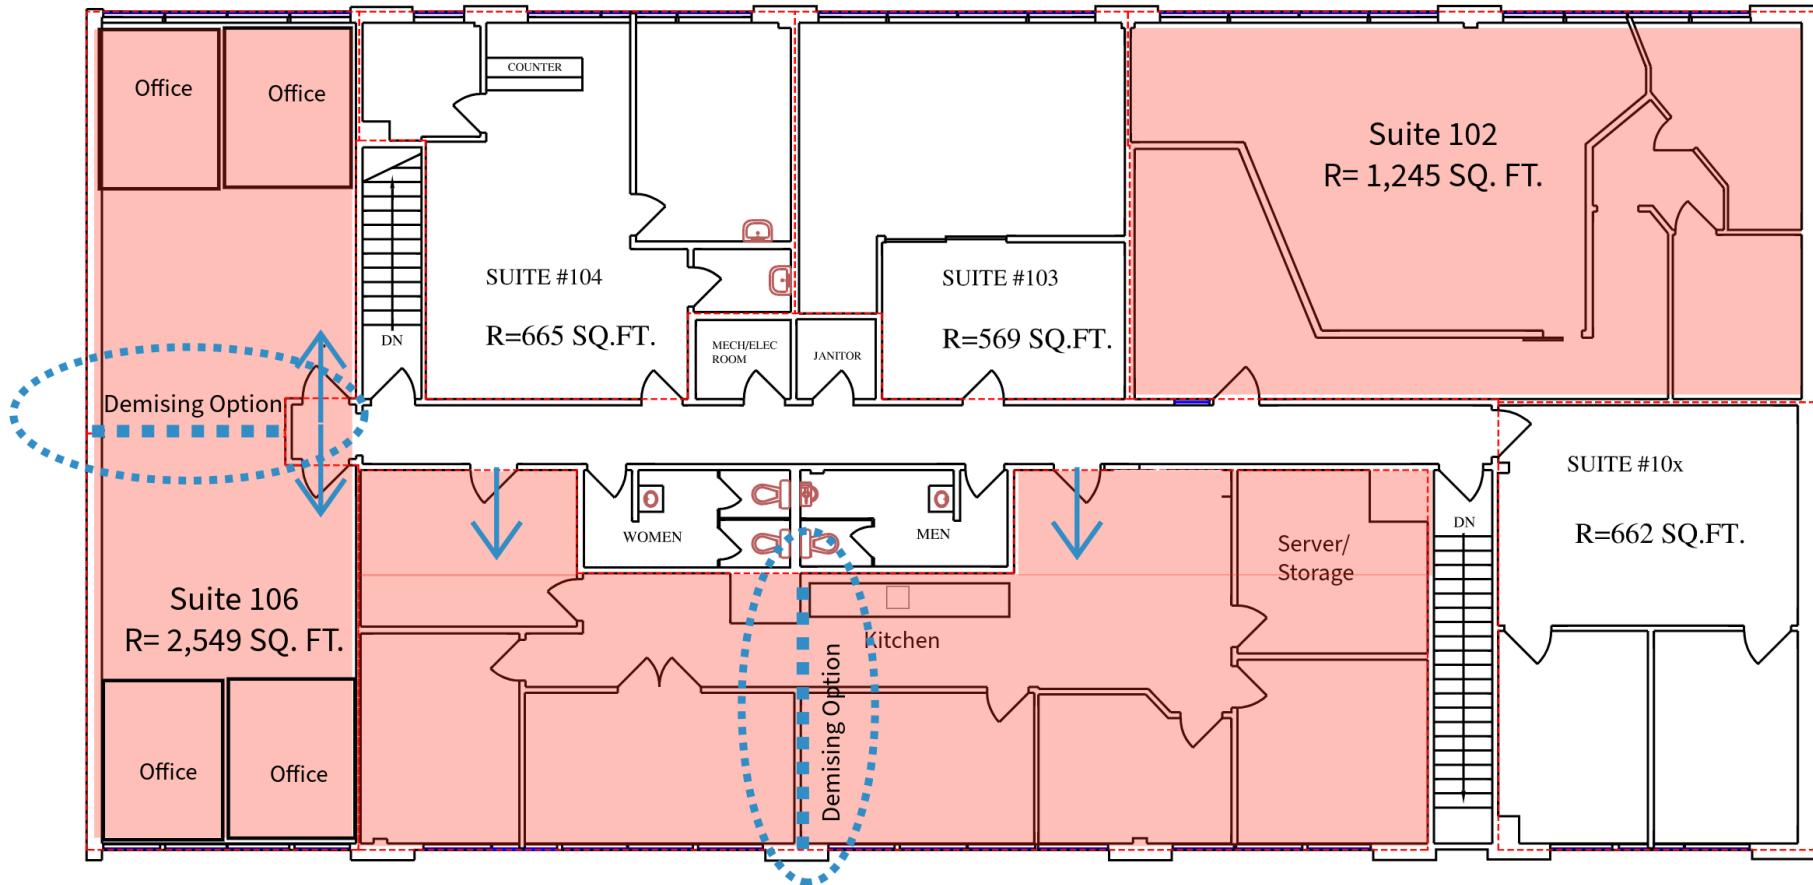 Office
Office
COUNTER
Suite 102
R= 1,245 SQ. FT.
SUITE #104
R=665 SQ.FT.
SUITE #103
R=569 SQ.FT.
DN
MECH/ELEC
ROOM
JANITOR
Demising Option
SUITE #10x
R=662 SQ.FT.
WOMEN
MEN
Server/
Storage
DN
Suite 106
R= 2,549 SQ. FT.
Kitchen
Demising Option
Office
Office